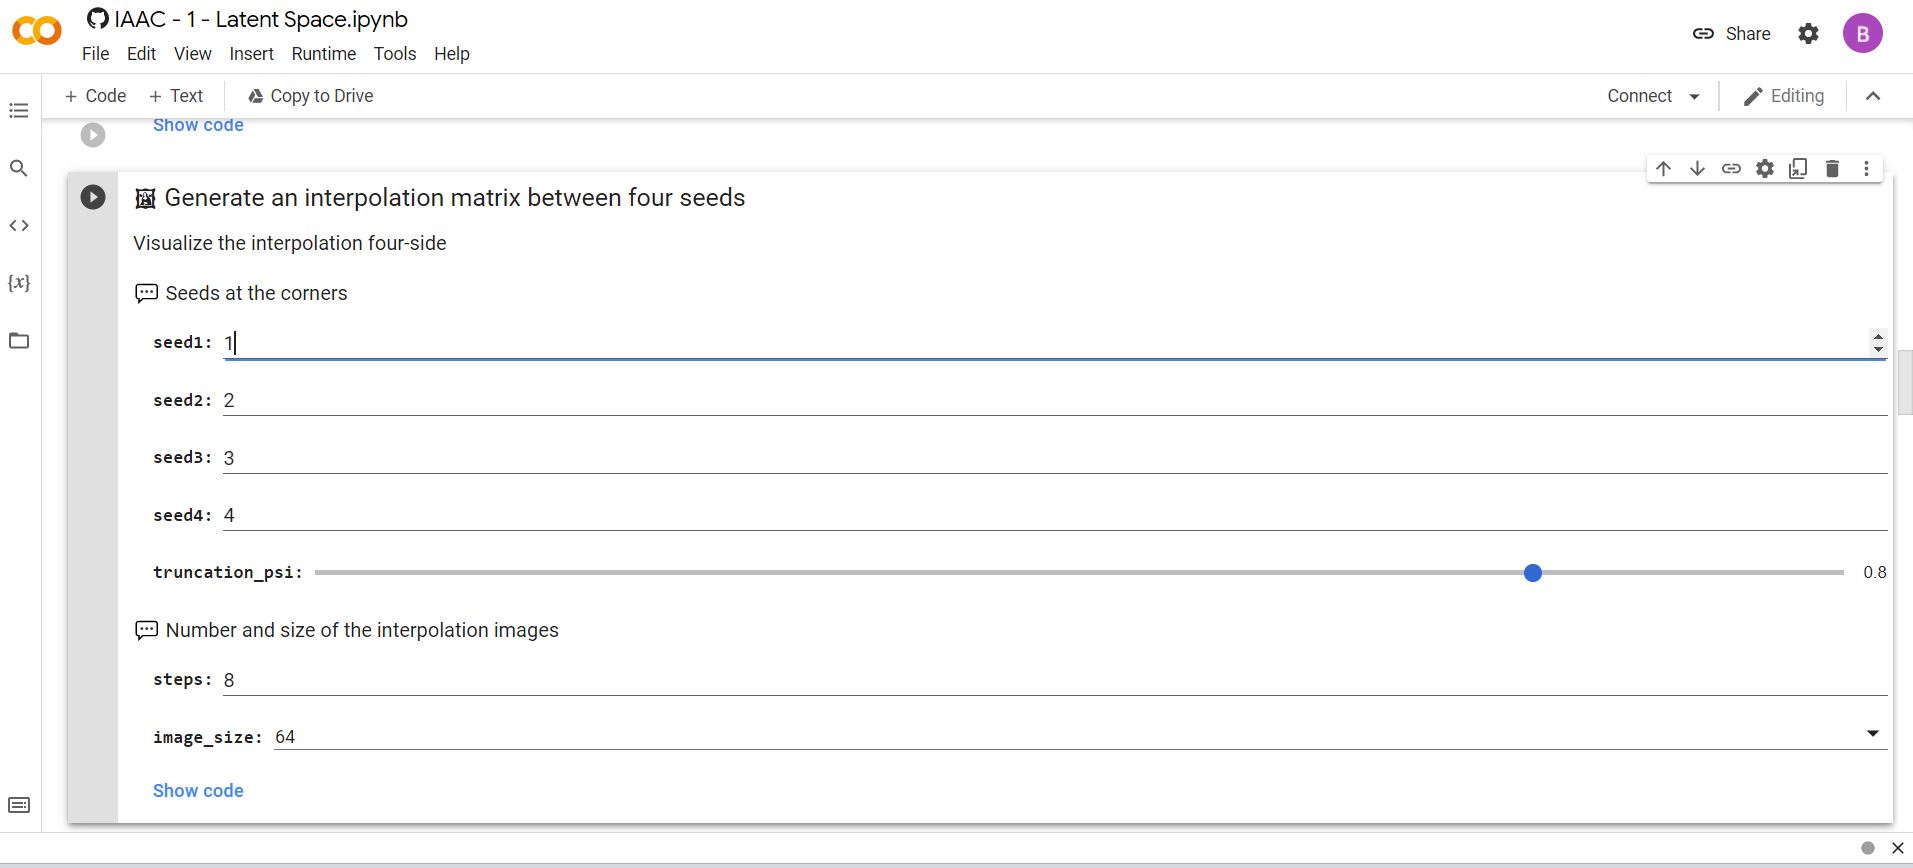 IAAC - 1 - Latent Space.ipynb
File Edit View Insert Runtime Tools Help
Share
B
+ Code + Text Copy to Drive
Connect Editing
Show code
Generate an interpolation matrix between four seeds
Visualize the interpolation four-side
Seeds at the corners
seed1: 1
seed2: 2
seed3: 3
seed4: 4
truncation_psi: 0.8
Number and size of the interpolation images
steps: 8
image_size: 64
Show code
{x}